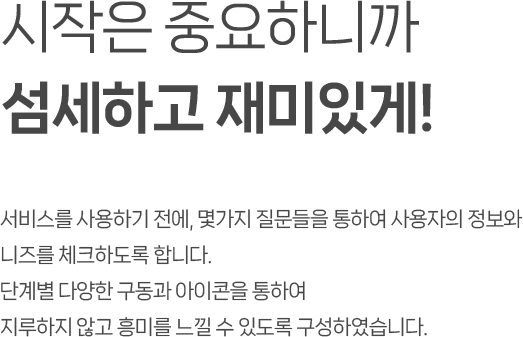 시작은 중요하니까
섬세하고 재미있게!
서비스를 사용하기 전에, 몇가지 질문들을 통하여 사용자의 정보와
니즈를 체크하도록 합니다.
단계별 다양한 구동과 아이콘을 통하여
지루하지 않고 흥미를 느낄 수 있도록 구성하였습니다.